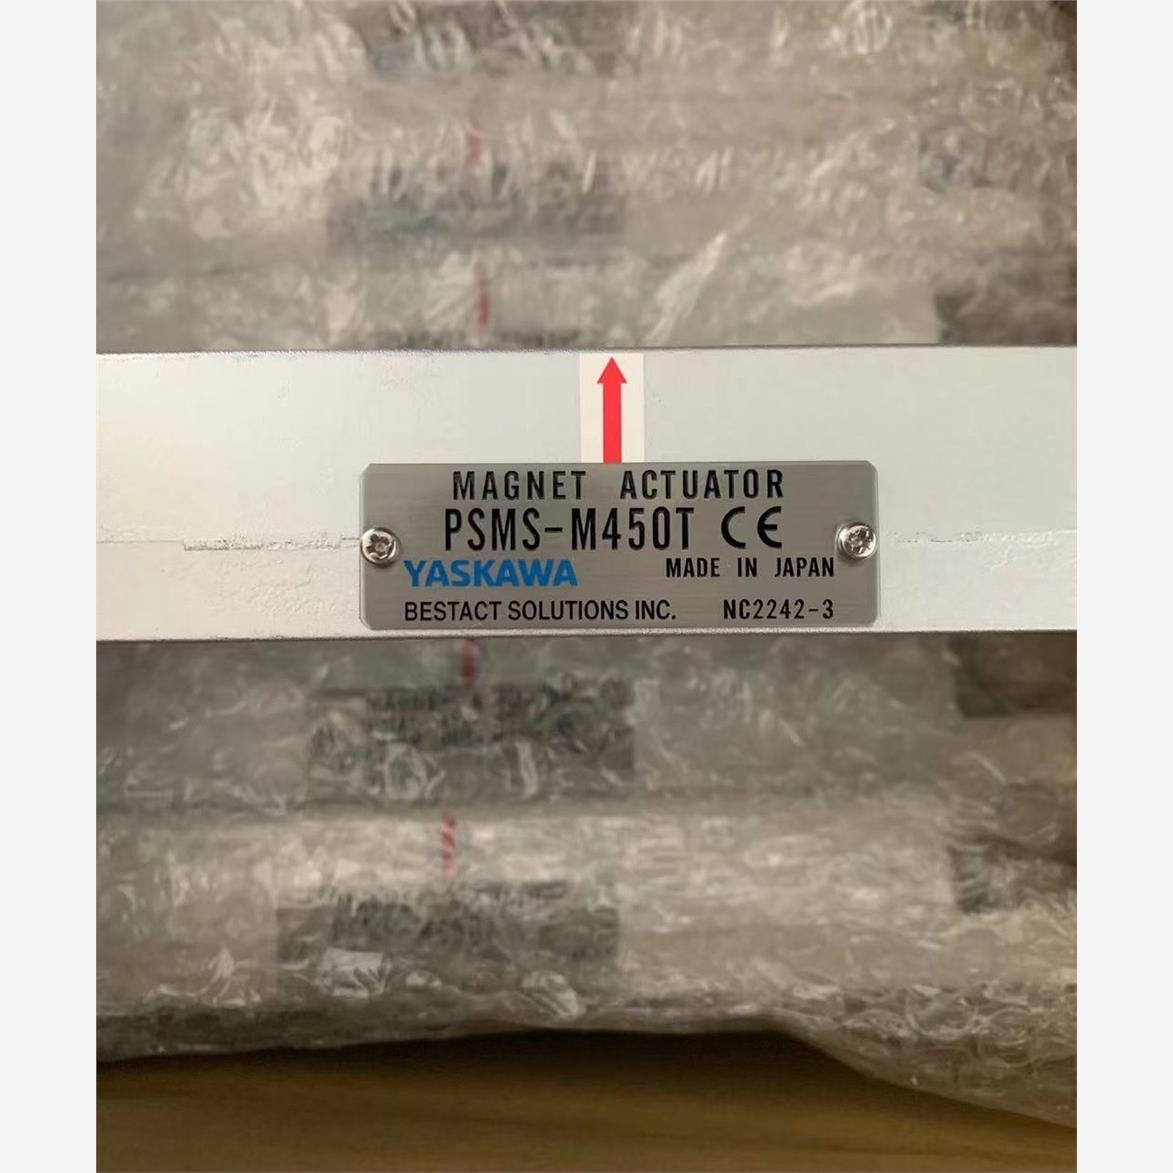 MAGNET ACTUATOR
PSMS-M450T CE
YASKAWA MADE IN JAPAN
BESTACT SOLUTIONS INC. NC2242-3